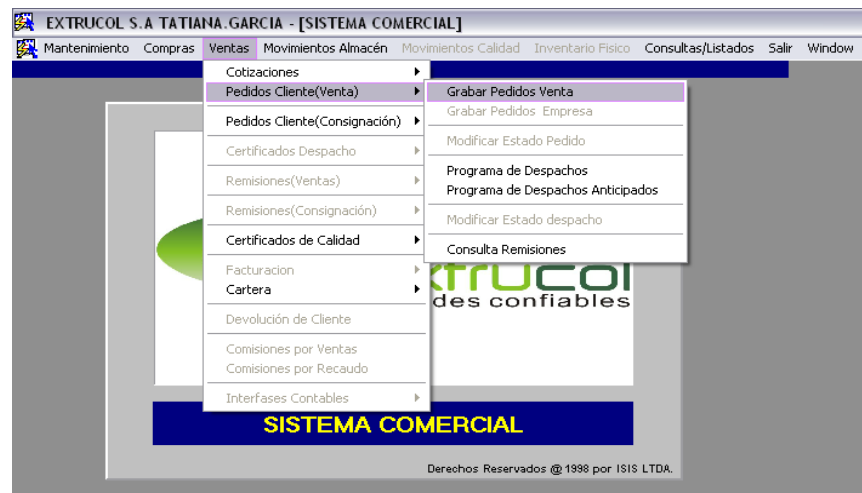 EXTRUCOL S.A TATIANA.GARCIA - [SISTEMA COMERCIAL]
Mantenimiento Compras Ventas Movimientos Almacén Movimientos Calidad Inventario Fisico Consultas/Listados Salir Window
Cotizaciones
Pedidos Cliente(Venta)
Pedidos Cliente(Consignación)
Certificados Despacho
Remisiones(Ventas)
Remisiones(Consignación)
Certificados de Calidad
Facturacion
Cartera
Devolución de Cliente
Comisiones por Ventas
Comisiones por Recaudo
Interfases Contables
Grabar Pedidos Venta
Grabar Pedidos Empresa
Modificar Estado Pedido
Programa de Despachos
Programa de Despachos Anticipados
Modificar Estado despacho
Consulta Remisiones
xtrucol
des confiables
SISTEMA COMERCIAL
Derechos Reservados @ 1998 por ISIS LTDA.